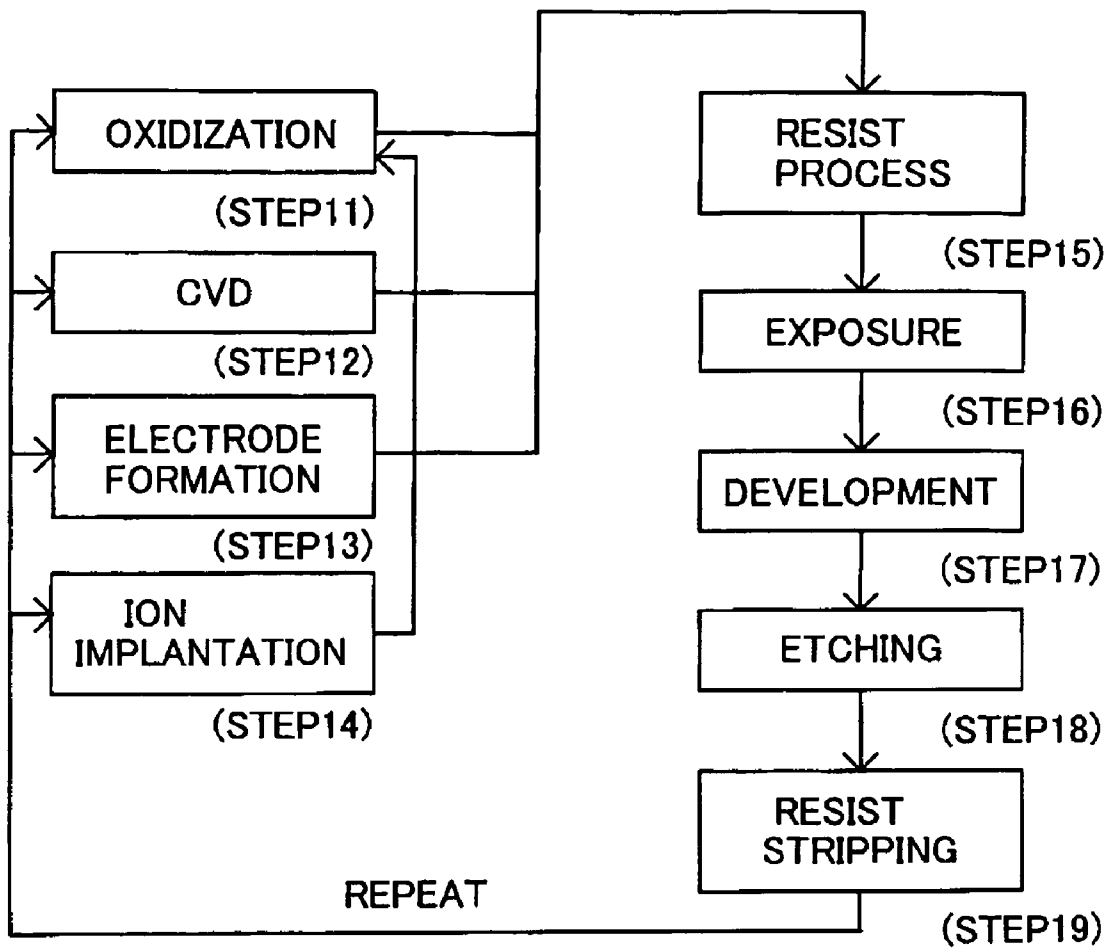 OXIDIZATION
(STEP11)
CVD
(STEP12)
ELECTRODE
FORMATION
(STEP13)
ION
IMPLANTATION
(STEP14)
RESIST
PROCESS
(STEP15)
EXPOSURE
(STEP16)
DEVELOPMENT
(STEP17)
ETCHING
(STEP18)
RESIST
STRIPPING
(STEP19)
REPEAT